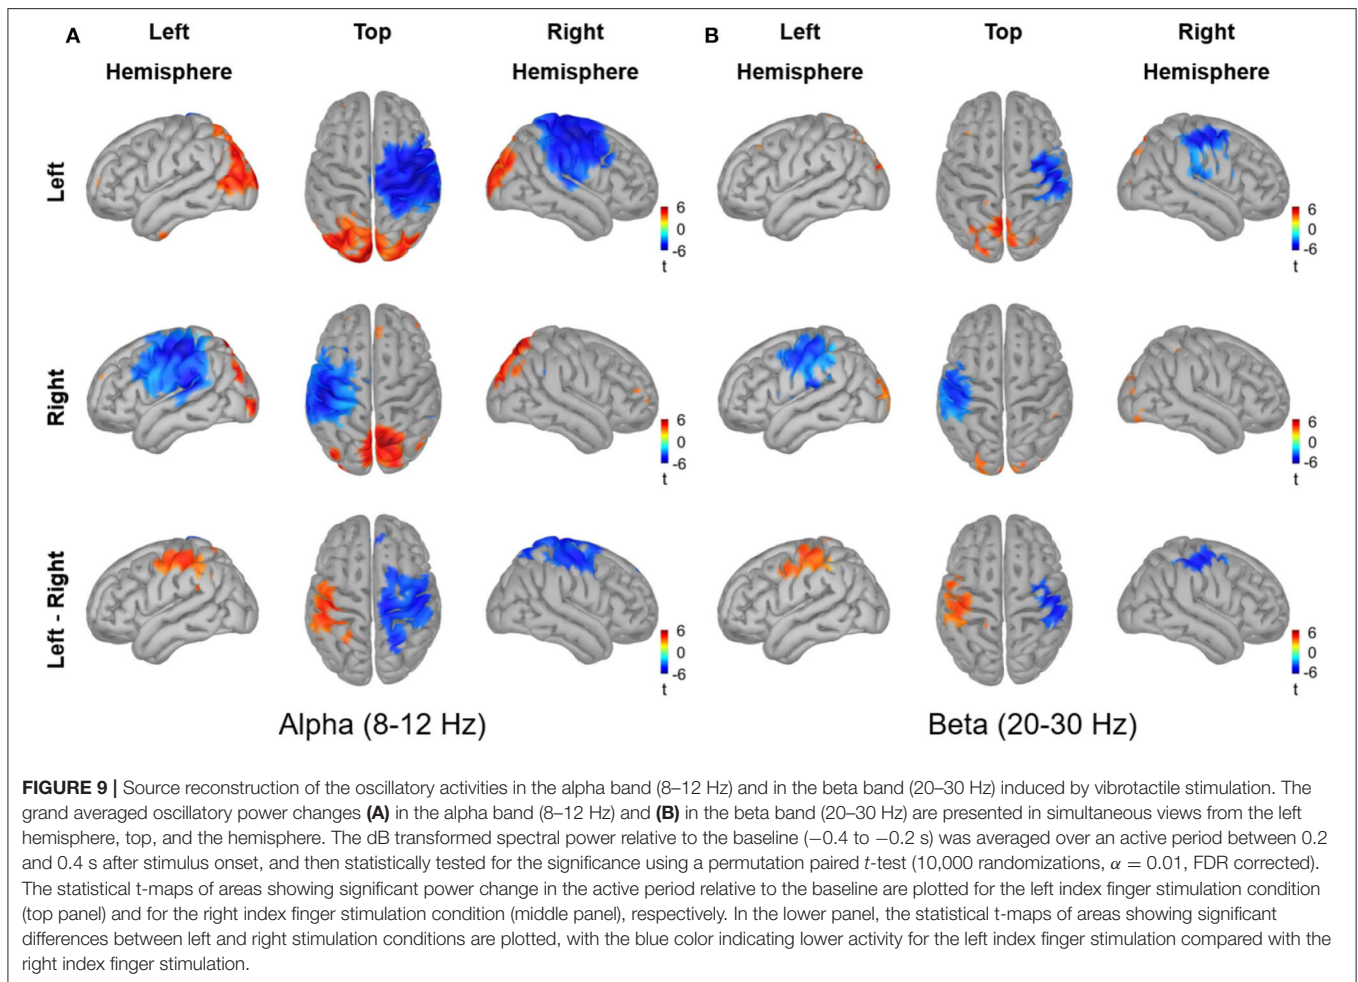 A Left Top Right B Left Top Right
Hemisphere Hemisphere Hemisphere Hemisphere
Left
6
0
-6
t
6
0
-6
t
Right
6
0
-6
t
6
0
-6
t
Left - Right
6
0
-6
t
6
0
-6
t
Alpha (8-12 Hz) Beta (20-30 Hz)
FIGURE 9 | Source reconstruction of the oscillatory activities in the alpha band (8–12 Hz) and in the beta band (20–30 Hz) induced by vibrotactile stimulation. The
grand averaged oscillatory power changes (A) in the alpha band (8–12 Hz) and (B) in the beta band (20–30 Hz) are presented in simultaneous views from the left
hemisphere, top, and the hemisphere. The dB transformed spectral power relative to the baseline (−0.4 to −0.2 s) was averaged over an active period between 0.2
and 0.4 s after stimulus onset, and then statistically tested for the significance using a permutation paired t-test (10,000 randomizations, α = 0.01, FDR corrected).
The statistical t-maps of areas showing significant power change in the active period relative to the baseline are plotted for the left index finger stimulation condition
(top panel) and for the right index finger stimulation condition (middle panel), respectively. In the lower panel, the statistical t-maps of areas showing significant
differences between left and right stimulation conditions are plotted, with the blue color indicating lower activity for the left index finger stimulation compared with the
right index finger stimulation.